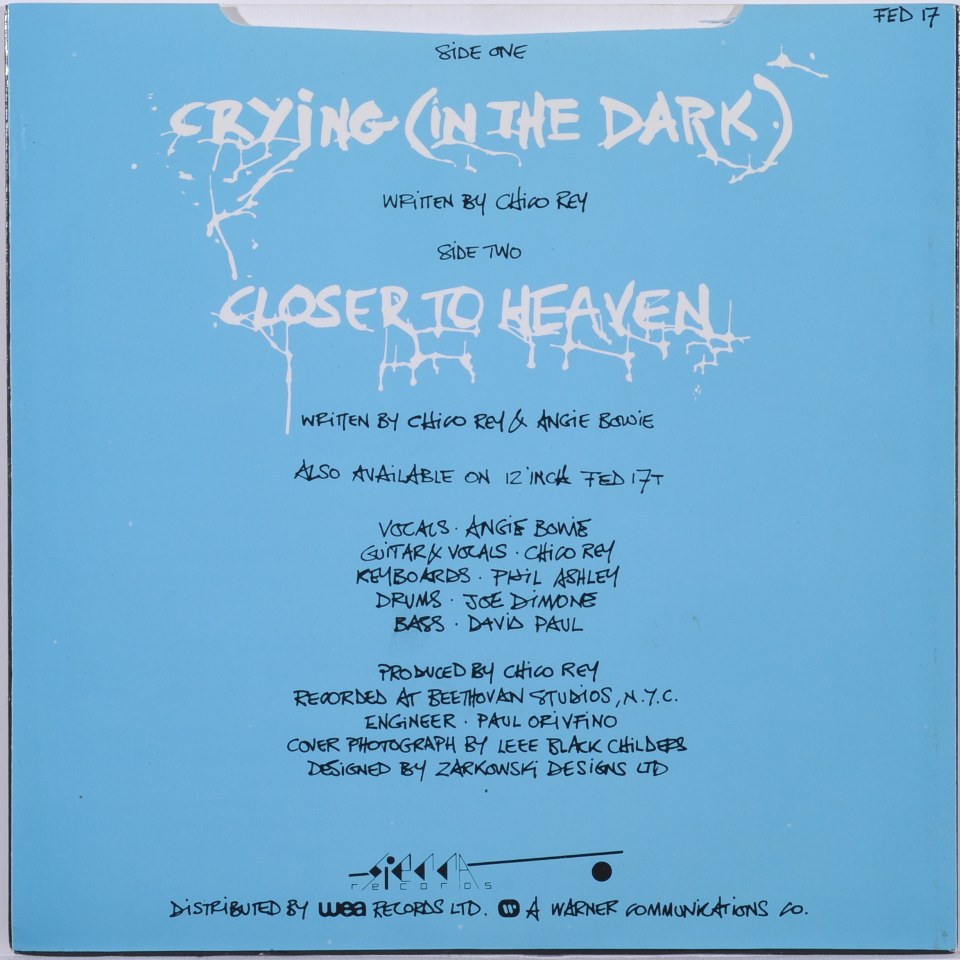 FED 17
SIDE ONE
CRYING (IN THE DARK)
WRITTEN BY CHICO REY
SIDE TWO
CLOSER TO HEAVEN
WRITTEN BY CHICO REY & ANGIE BOWIE
ALSO AVAILABLE ON 12 INCH FED 17T
VOCALS · ANGIE BOWIE
GUITAR & VOCALS · CHICO REY
KEYBOARDS · PHIL ASHLEY
DRUMS · JOE DIMONE
BASS · DAVID PAUL
PRODUCED BY CHICO REY
RECORDED AT BEETHOVAN STUDIOS, N.Y.C.
ENGINEER · PAUL ORIVFINO
COVER PHOTOGRAPH BY LEEE BLACK CHILDERS
DESIGNED BY ZARKOWSKI DESIGNS LTD
SIERRA
records
DISTRIBUTED BY wea RECORDS LTD. A WARNER COMMUNICATIONS CO.